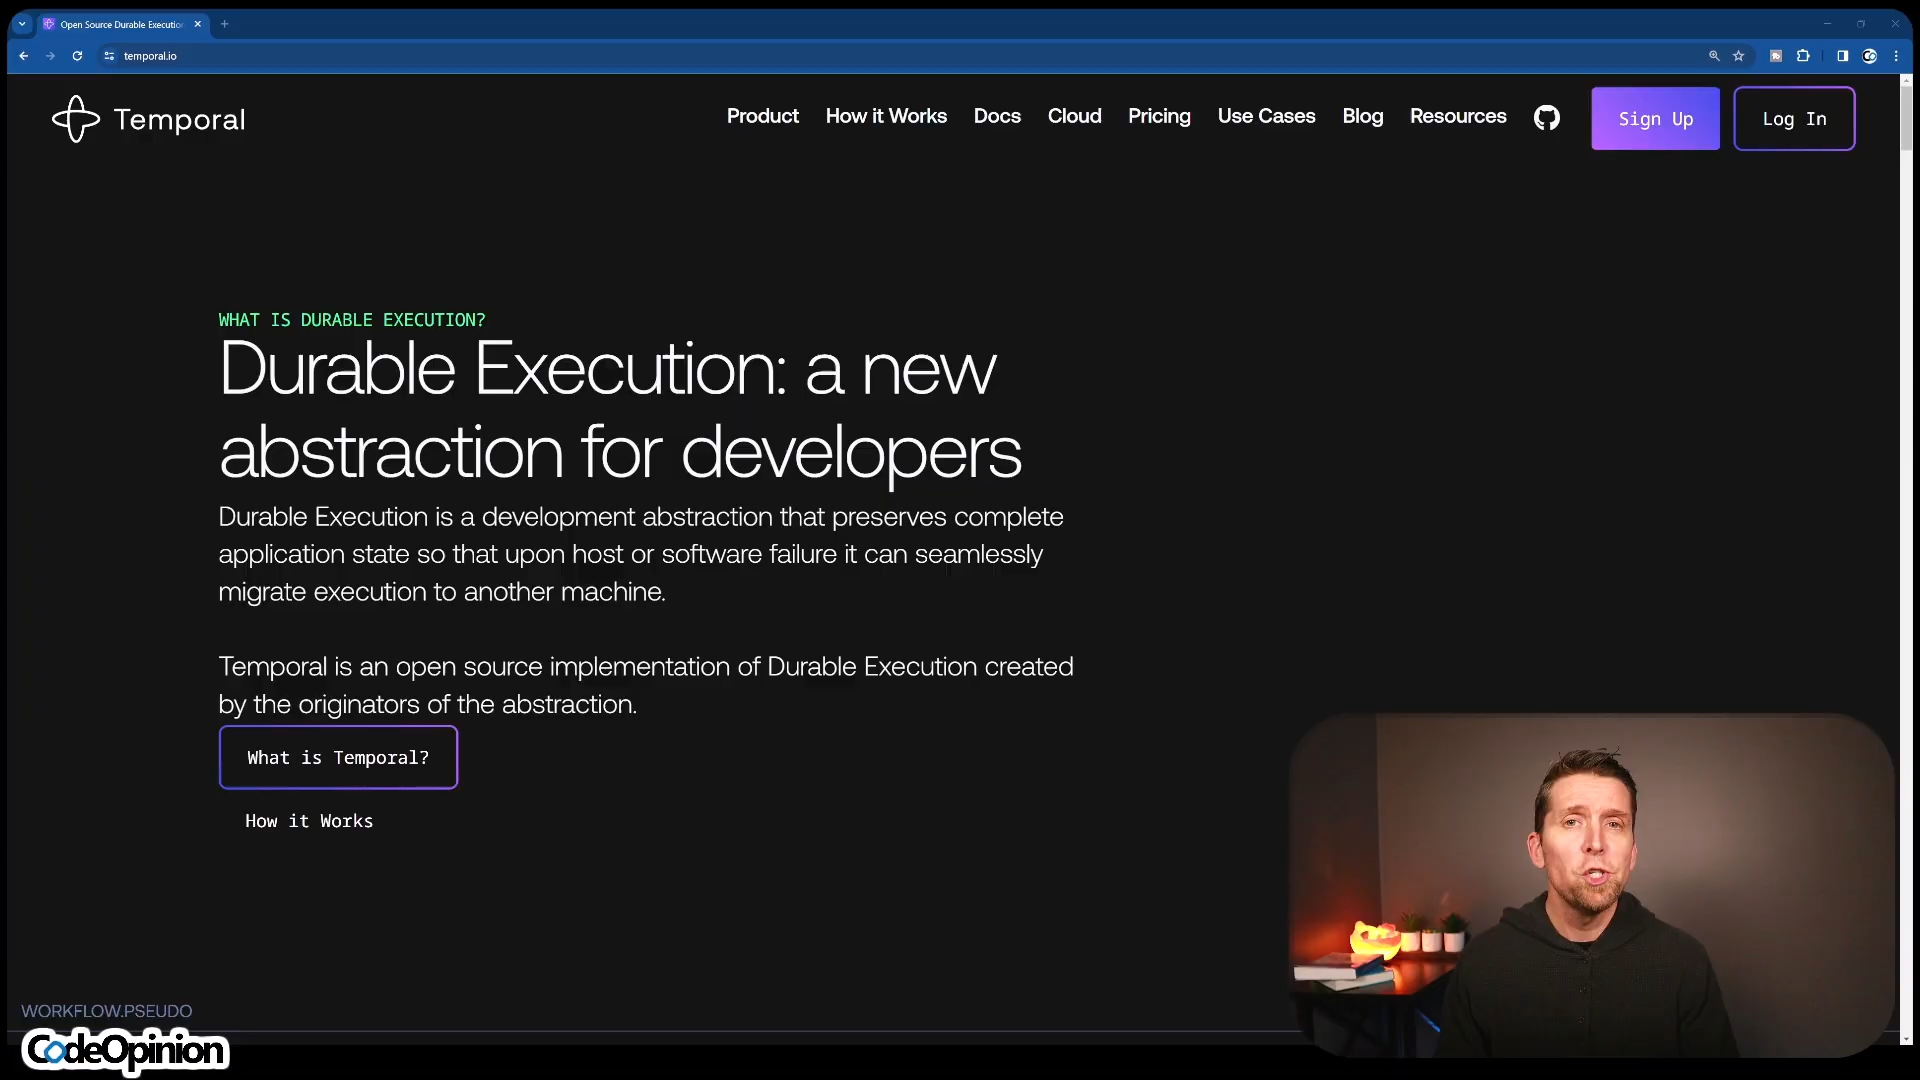 Open Source Durable Executio
temporal.io
Temporal
Product How it Works Docs Cloud Pricing Use Cases Blog Resources Sign Up Log In
WHAT IS DURABLE EXECUTION?
Durable Execution: a new
abstraction for developers
Durable Execution is a development abstraction that preserves complete
application state so that upon host or software failure it can seamlessly
migrate execution to another machine.
Temporal is an open source implementation of Durable Execution created
by the originators of the abstraction.
What is Temporal?
How it Works
WORKFLOW.PSEUDO
CodeOpinion